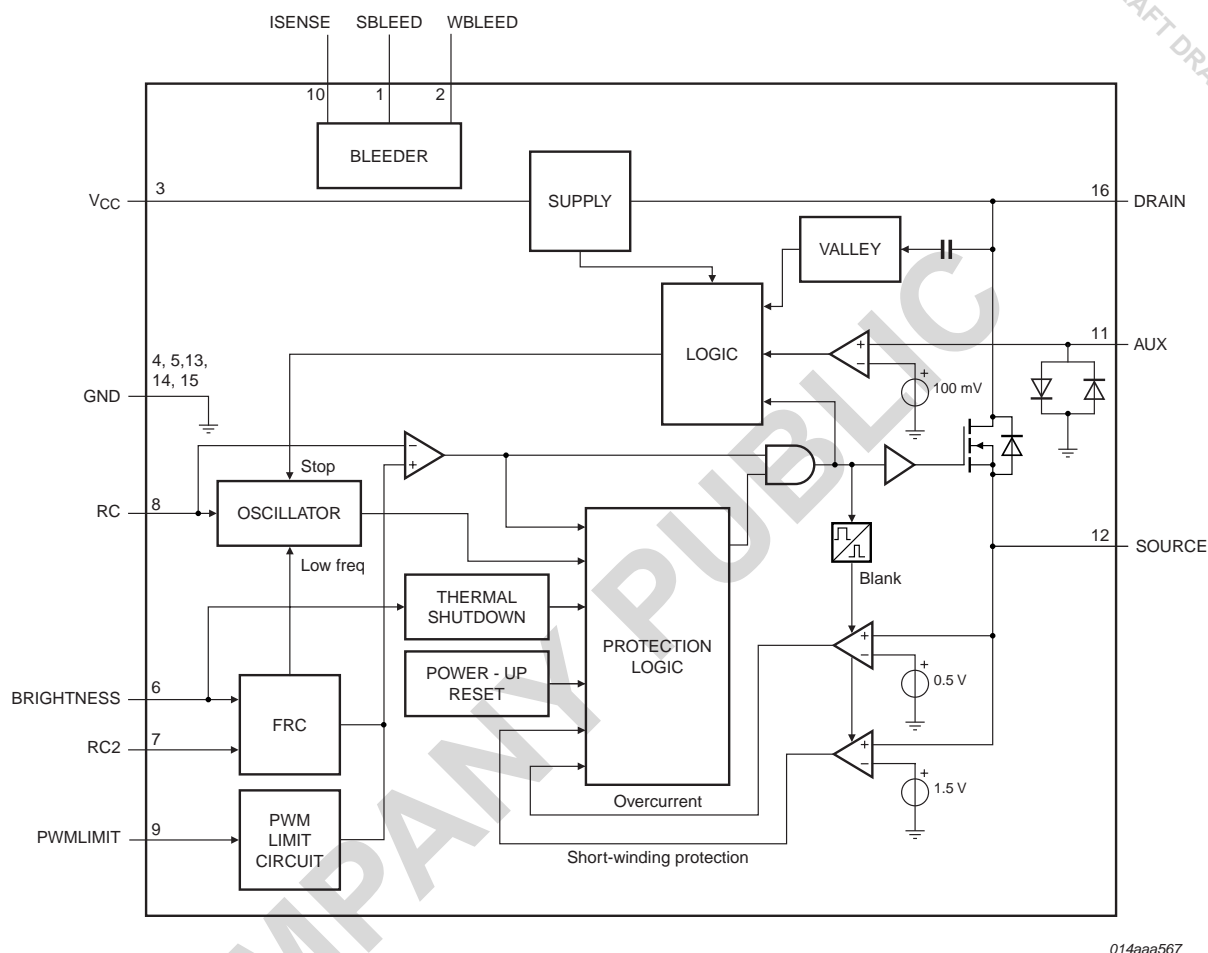 ISENSE SBLEED WBLEED
10 1 2
BLEEDER
VCC 3
SUPPLY
16 DRAIN
VALLEY
LOGIC
11 AUX
+
−
+
100 mV
4, 5,13,
14, 15
GND
−
+
Stop
RC 8
OSCILLATOR
Low freq
12 SOURCE
Blank
THERMAL
SHUTDOWN
PROTECTION
LOGIC
POWER - UP
RESET
+
−
+
0.5 V
BRIGHTNESS 6
FRC
RC2 7
+
−
+
1.5 V
Overcurrent
PWMLIMIT 9
PWM
LIMIT
CIRCUIT
Short-winding protection
014aaa567
MPANY PUBLIC
AFT DRA